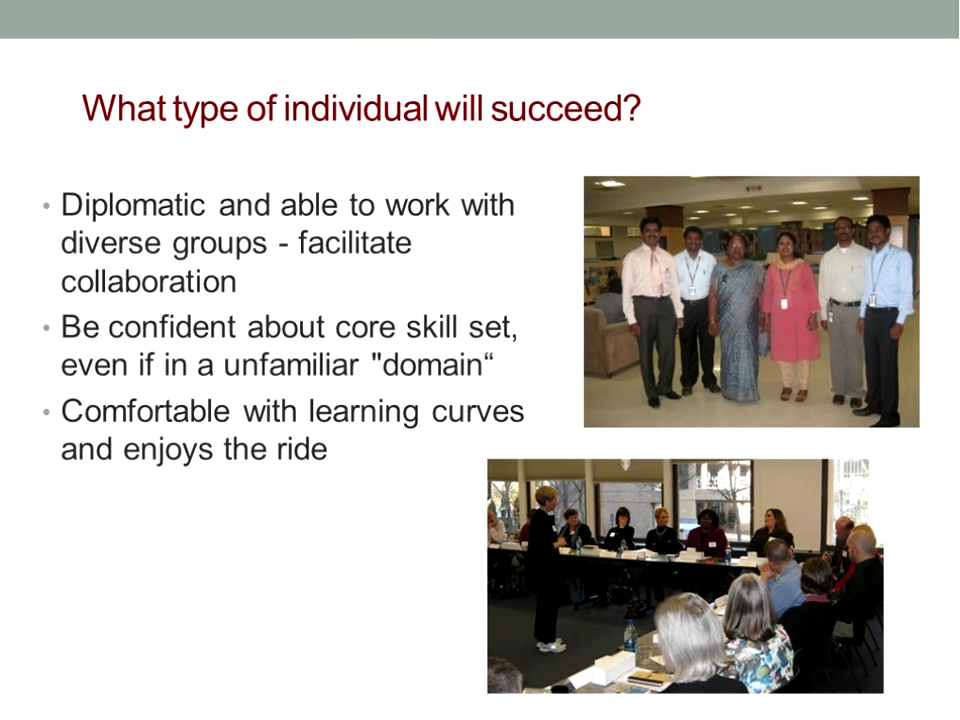 What type of individual will succeed?
• Diplomatic and able to work with
diverse groups - facilitate
collaboration
• Be confident about core skill set,
even if in a unfamiliar "domain“
• Comfortable with learning curves
and enjoys the ride